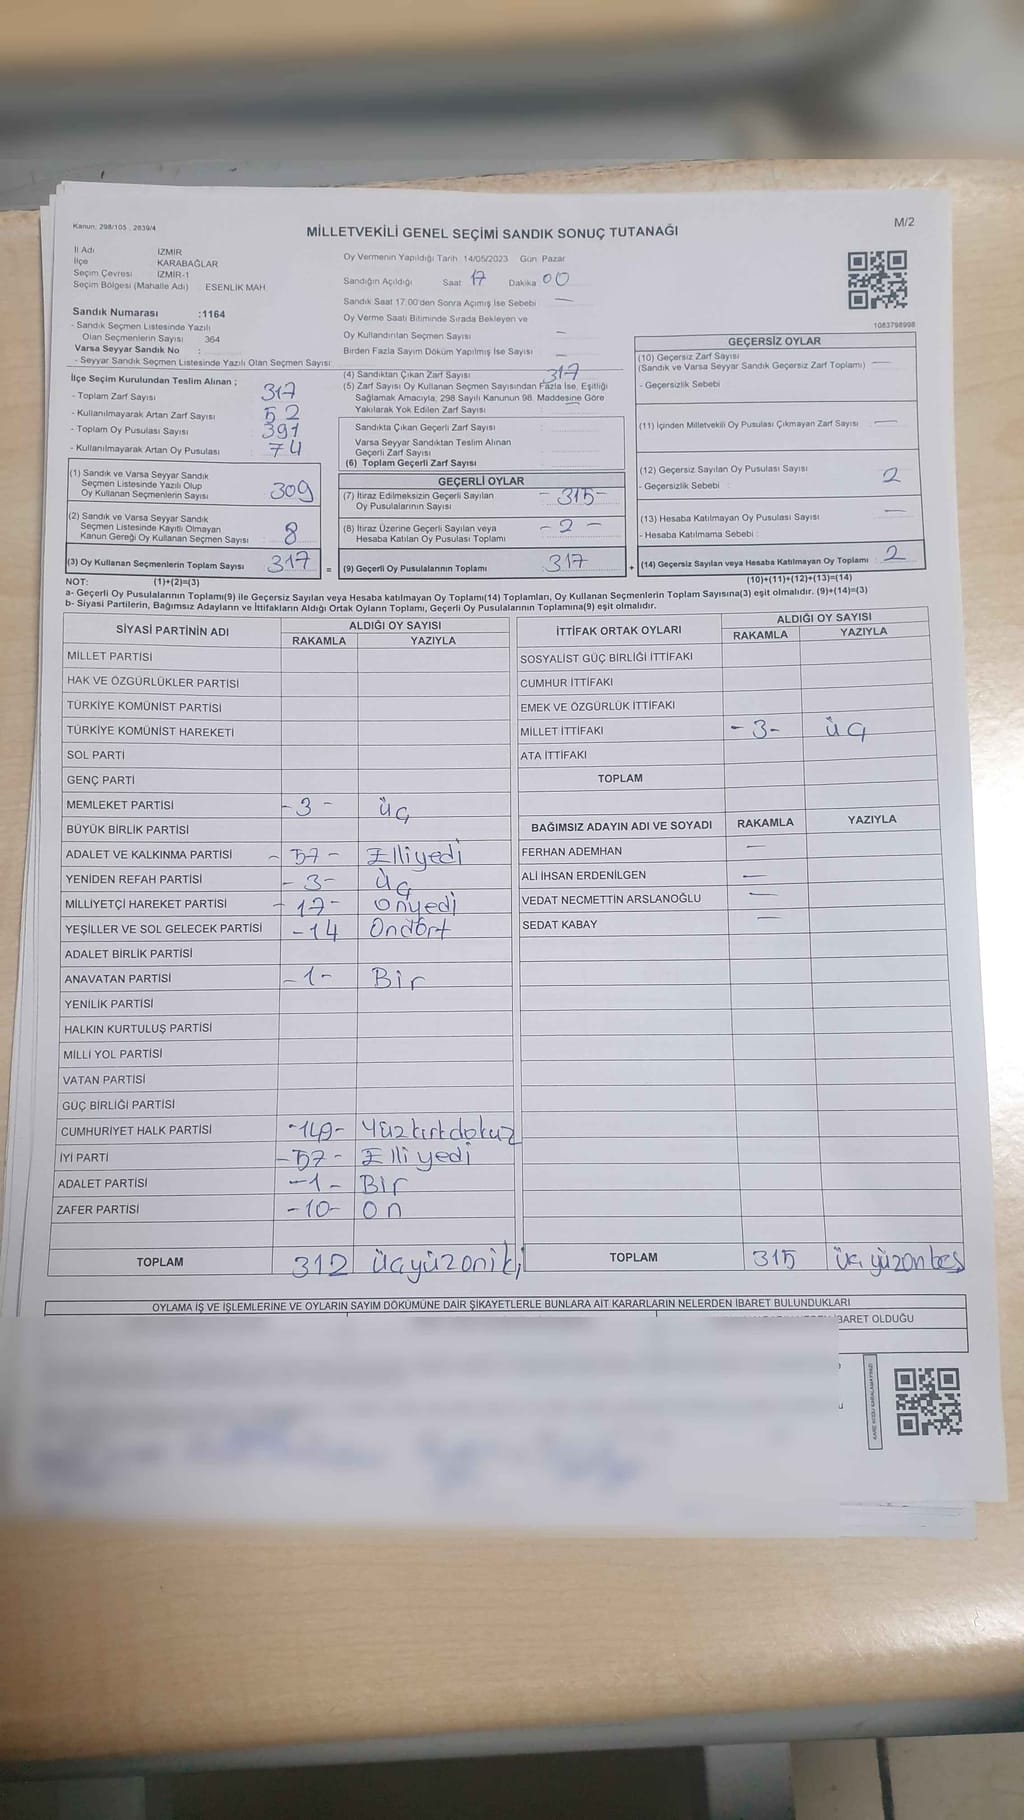 Kanun: 298/105 , 2839/4
M/2
MİLLETVEKİLİ GENEL SEÇİMİ SANDIK SONUÇ TUTANAĞI
İl Adı İZMİR
İlçe KARABAĞLAR
Seçim Çevresi İZMİR-1
Seçim Bölgesi (Mahalle Adı) ESENLİK MAH.
Sandık Numarası :1164
- Sandık Seçmen Listesinde Yazılı
Olan Seçmenlerin Sayısı 364
Varsa Seyyar Sandık No :
- Seyyar Sandık Seçmen Listesinde Yazılı Olan Seçmen Sayısı:
Oy Vermenin Yapıldığı Tarih 14/05/2023 Gün Pazar
Sandığın Açıldığı Saat 17 Dakika 00
Sandık Saat 17:00'den Sonra Açımış İse Sebebi —
Oy Verme Saati Bitiminde Sırada Bekleyen ve
Oy Kullandırılan Seçmen Sayısı —
Birden Fazla Sayım Döküm Yapılmış İse Sayısı —
1083798998
İlçe Seçim Kurulundan Teslim Alınan ;
- Toplam Zarf Sayısı 317
- Kullanılmayarak Artan Zarf Sayısı 52
- Toplam Oy Pusulası Sayısı 391
- Kullanılmayarak Artan Oy Pusulası 74
(1) Sandık ve Varsa Seyyar Sandık
Seçmen Listesinde Yazılı Olup
Oy Kullanan Seçmenlerin Sayısı 309
(2) Sandık ve Varsa Seyyar Sandık
Seçmen Listesinde Kayıtlı Olmayan
Kanun Gereği Oy Kullanan Seçmen Sayısı 8
(3) Oy Kullanan Seçmenlerin Toplam Sayısı 317
(4) Sandıktan Çıkan Zarf Sayısı 317
(5) Zarf Sayısı Oy Kullanan Seçmen Sayısından Fazla İse, Eşitliği
Sağlamak Amacıyla, 298 Sayılı Kanunun 98. Maddesine Göre
Yakılarak Yok Edilen Zarf Sayısı
Sandıkta Çıkan Geçerli Zarf Sayısı
Varsa Seyyar Sandıktan Teslim Alınan
Geçerli Zarf Sayısı
(6) Toplam Geçerli Zarf Sayısı
GEÇERLİ OYLAR
(7) İtiraz Edilmeksizin Geçerli Sayılan
Oy Pusulalarının Sayısı - 315 -
(8) İtiraz Üzerine Geçerli Sayılan veya
Hesaba Katılan Oy Pusulası Toplamı - 2 -
= (9) Geçerli Oy Pusulalarının Toplamı 317 +
GEÇERSİZ OYLAR
(10) Geçersiz Zarf Sayısı
(Sandık ve Varsa Seyyar Sandık Geçersiz Zarf Toplamı) —
- Geçersizlik Sebebi :
(11) İçinden Milletvekili Oy Pusulası Çıkmayan Zarf Sayısı —
(12) Geçersiz Sayılan Oy Pusulası Sayısı 2
- Geçersizlik Sebebi :
(13) Hesaba Katılmayan Oy Pusulası Sayısı —
- Hesaba Katılmama Sebebi :
(14) Geçersiz Sayılan veya Hesaba Katılmayan Oy Toplamı 2
NOT: (1)+(2)=(3) (10)+(11)+(12)+(13)=(14)
a- Geçerli Oy Pusulalarının Toplamı(9) ile Geçersiz Sayılan veya Hesaba katılmayan Oy Toplamı(14) Toplamları, Oy Kullanan Seçmenlerin Toplam Sayısına(3) eşit olmalıdır. (9)+(14)=(3)
b- Siyasi Partilerin, Bağımsız Adayların ve İttifakların Aldığı Ortak Oyların Toplamı, Geçerli Oy Pusulalarının Toplamına(9) eşit olmalıdır.
SİYASİ PARTİNİN ADI ALDIĞI OY SAYISI
RAKAMLA YAZIYLA
MİLLET PARTİSİ
HAK VE ÖZGÜRLÜKLER PARTİSİ
TÜRKİYE KOMÜNİST PARTİSİ
TÜRKİYE KOMÜNİST HAREKETİ
SOL PARTİ
GENÇ PARTİ
MEMLEKET PARTİSİ - 3 - üç
BÜYÜK BİRLİK PARTİSİ
ADALET VE KALKINMA PARTİSİ - 57 - Elliyedi
YENİDEN REFAH PARTİSİ - 3 - üç
MİLLİYETÇİ HAREKET PARTİSİ - 17 - onyedi
YEŞİLLER VE SOL GELECEK PARTİSİ - 14 Ondört
ADALET BİRLİK PARTİSİ
ANAVATAN PARTİSİ - 1 - Bir
YENİLİK PARTİSİ
HALKIN KURTULUŞ PARTİSİ
MİLLİ YOL PARTİSİ
VATAN PARTİSİ
GÜÇ BİRLİĞİ PARTİSİ
CUMHURİYET HALK PARTİSİ - 149 - Yüzkırkdokuz
İYİ PARTİ - 57 - Elli yedi
ADALET PARTİSİ - 1 - Bir
ZAFER PARTİSİ - 10 - on
TOPLAM 312 üçyüzoniki
İTTİFAK ORTAK OYLARI ALDIĞI OY SAYISI
RAKAMLA YAZIYLA
SOSYALİST GÜÇ BİRLİĞİ İTTİFAKI
CUMHUR İTTİFAKI
EMEK VE ÖZGÜRLÜK İTTİFAKI
MİLLET İTTİFAKI - 3 - üç
ATA İTTİFAKI
TOPLAM
BAĞIMSIZ ADAYIN ADI VE SOYADI RAKAMLA YAZIYLA
FERHAN ADEMHAN —
ALİ İHSAN ERDENİLGEN —
VEDAT NECMETTİN ARSLANOĞLU —
SEDAT KABAY —
TOPLAM 315 üçyüzonbeş
OYLAMA İŞ VE İŞLEMLERİNE VE OYLARIN SAYIM DÖKÜMÜNE DAİR ŞİKAYETLERLE BUNLARA AİT KARARLARIN NELERDEN İBARET BULUNDUKLARI
İBARET OLDUĞU